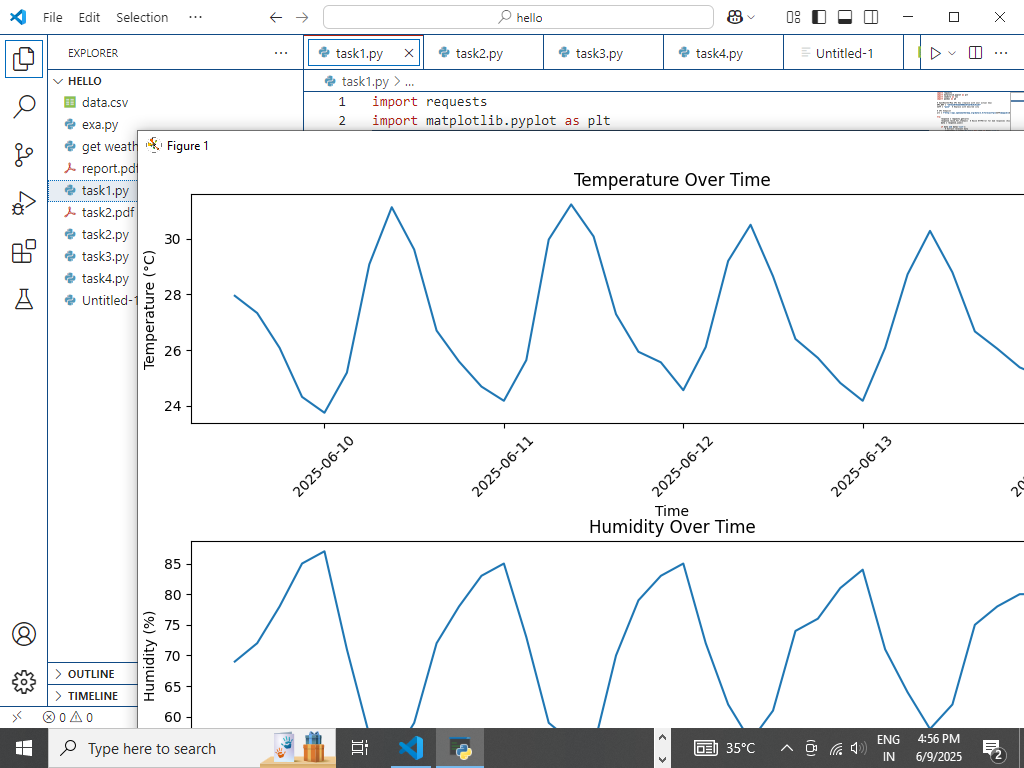 File Edit Selection ··· hello
EXPLORER ···
task1.py task2.py task3.py task4.py Untitled-1 ···
HELLO
data.csv
exa.py
get weath
report.pdf
task1.py
task2.pdf
task2.py
task3.py
task4.py
Untitled-1
OUTLINE
TIMELINE
task1.py > ...
1 import requests
2 import matplotlib.pyplot as plt
Figure 1
Temperature Over Time
Temperature (°C)
30
28
26
24
2025-06-10 2025-06-11 2025-06-12 2025-06-13
Time
Humidity Over Time
Humidity (%)
85
80
75
70
65
60
0 0
Type here to search
35°C
ENG
IN
4:56 PM
6/9/2025
2